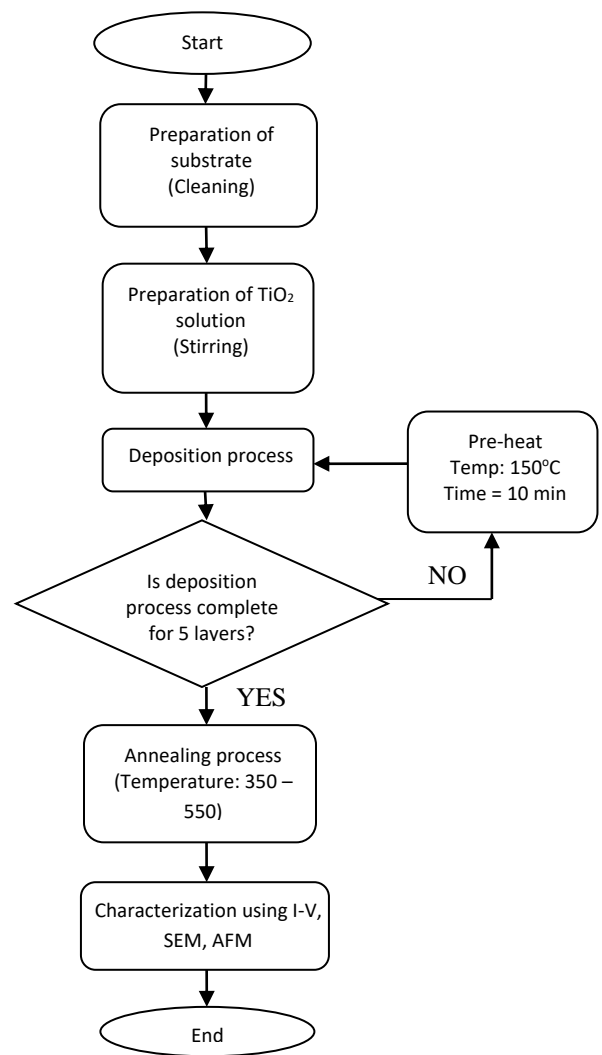 Start
Preparation of
substrate
(Cleaning)
Preparation of TiO₂
solution
(Stirring)
Deposition process
Pre-heat
Temp: 150°C
Time = 10 min
Is deposition
process complete
for 5 layers?
NO
YES
Annealing process
(Temperature: 350 –
550)
Characterization using I-V,
SEM, AFM
End